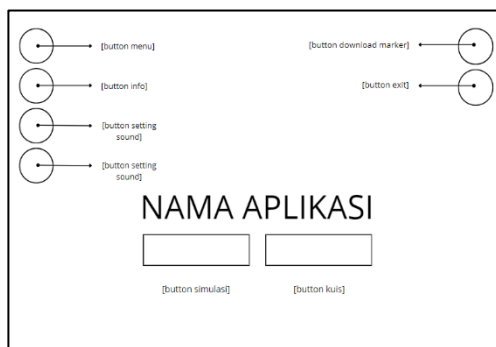 [button menu]
[button download marker]
[button info]
[button exit]
[button setting
sound]
[button setting
sound]
NAMA APLIKASI
[button simulasi]
[button kuis]